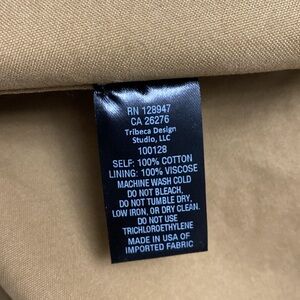 RN 128947
CA 26276
Tribeca Design
Studio, LLC
100128
SELF: 100% COTTON
LINING: 100% VISCOSE
MACHINE WASH COLD
DO NOT BLEACH.
DO NOT TUMBLE DRY,
LOW IRON, OR DRY CLEAN.
DO NOT USE
TRICHLOROETHYLENE
MADE IN USA OF
IMPORTED FABRIC